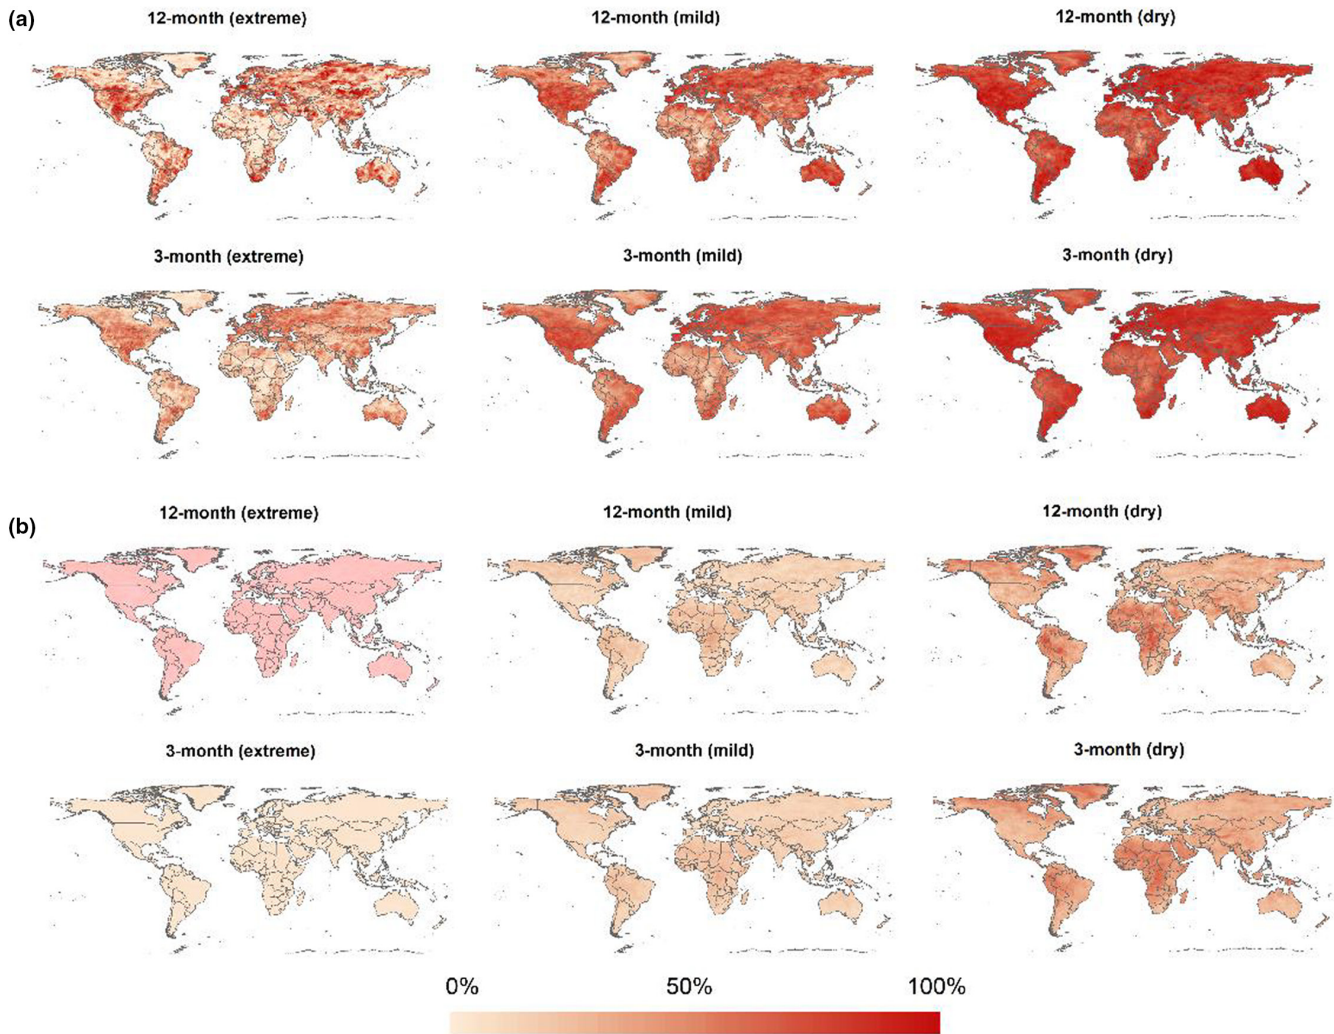 (a)
12-month (extreme) 12-month (mild) 12-month (dry)
3-month (extreme) 3-month (mild) 3-month (dry)
(b)
12-month (extreme) 12-month (mild) 12-month (dry)
3-month (extreme) 3-month (mild) 3-month (dry)
0% 50% 100%